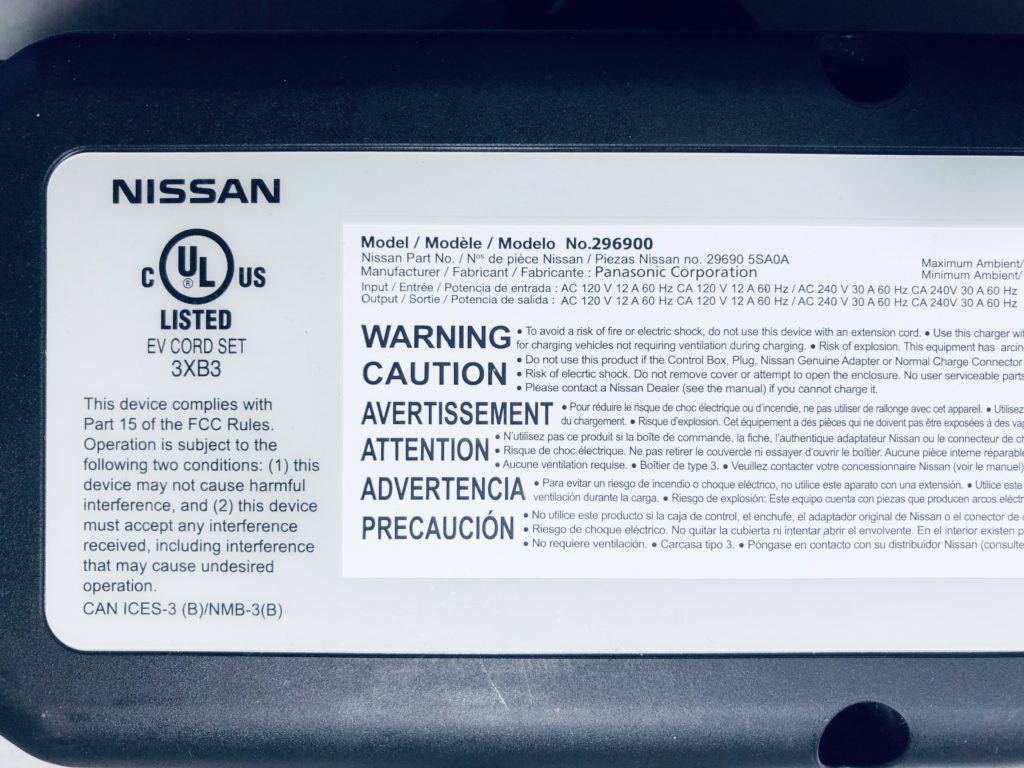 NISSAN
C UL US
®
LISTED
EV CORD SET
3XB3
This device complies with
Part 15 of the FCC Rules.
Operation is subject to the
following two conditions: (1) this
device may not cause harmful
interference, and (2) this device
must accept any interference
received, including interference
that may cause undesired
operation.
CAN ICES-3 (B)/NMB-3(B)
Model / Modèle / Modelo No.296900
Nissan Part No. / Nos de pièce Nissan / Piezas Nissan no. 29690 5SA0A
Manufacturer / Fabricant / Fabricante : Panasonic Corporation
Input / Entrée / Potencia de entrada : AC 120 V 12 A 60 Hz CA 120 V 12 A 60 Hz / AC 240 V 30 A 60 Hz CA 240V 30 A 60 Hz
Output / Sortie / Potencia de salida : AC 120 V 12 A 60 Hz CA 120 V 12 A 60 Hz / AC 240 V 30 A 60 Hz CA 240V 30 A 60 Hz
Maximum Ambient/
Minimum Ambient/
WARNING • To avoid a risk of fire or electric shock, do not use this device with an extension cord. • Use this charger
for charging vehicles not requiring ventilation during charging. • Risk of explosion. This equipment has
CAUTION • Do not use this product if the Control Box, Plug, Nissan Genuine Adapter or Normal Charge Connector
• Risk of elecrtic shock. Do not remove cover or attempt to open the enclosure. No user serviceable parts
• Please contact a Nissan Dealer (see the manual) if you cannot charge it.
AVERTISSEMENT • Pour réduire le risque de choc électrique ou d'incendie, ne pas utiliser de rallonge avec cet appareil. •
du chargement. • Risque d'explosion. Cet équipement a des pièces qui ne doivent pas être exposées à des
ATTENTION • N'utilisez pas ce produit si la boîte de commande, la fiche, l'authentique adaptateur Nissan ou le connecteur de
• Risque de choc électrique. Ne pas retirer le couvercle ni essayer d'ouvrir le boîtier. Aucune pièce interne
• Aucune ventilation requise. • Boîtier de type 3. • Veuillez contacter votre concessionnaire Nissan (voir le manuel)
ADVERTENCIA • Para evitar un riesgo de incendio o choque eléctrico, no utilice este aparato con una extensión. • Utilice este
ventilación durante la carga. • Riesgo de explosión: Este equipo cuenta con piezas que producen arcos
PRECAUCIÓN • No utilice este producto si la caja de control, el enchufe, el adaptador original de Nissan o el conector de
• Riesgo de choque eléctrico. No quitar la cubierta ni intentar abrir el envolvente. En el interior existen
• No requiere ventilación. • Carcasa tipo 3. • Póngase en contacto con su distribuidor Nissan